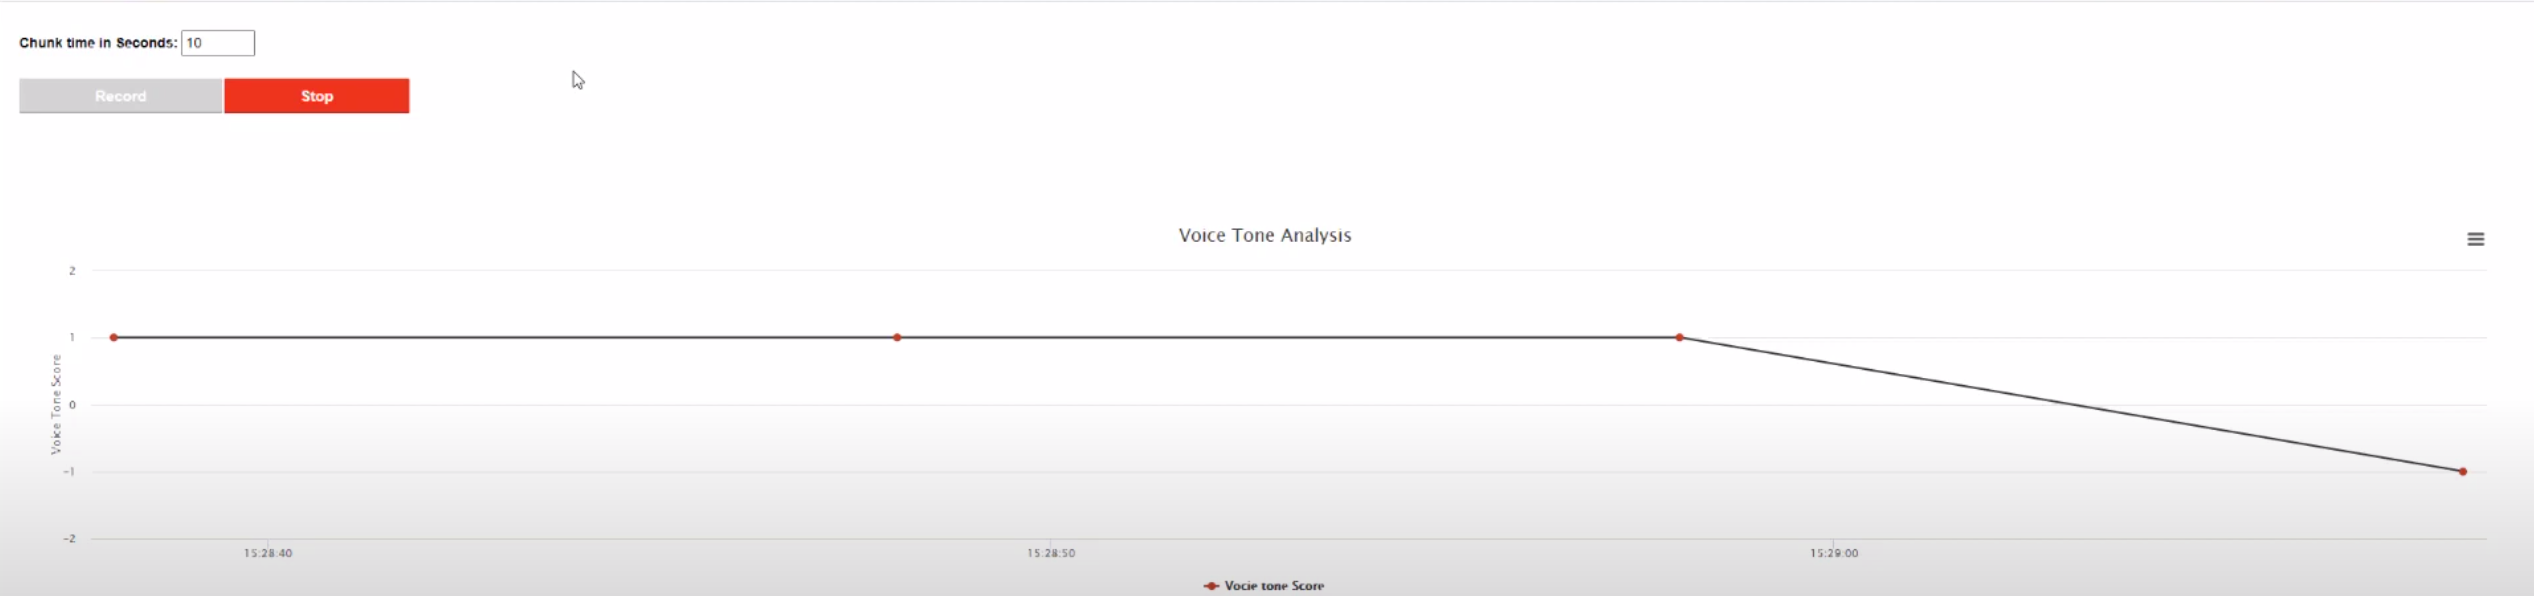 Chunk time in Seconds: 10
Record Stop
Voice Tone Analysis
2
1
0
-1
-2
Voice Tone Score
15:28:40 15:28:50 15:29:00
Vocie tone Score